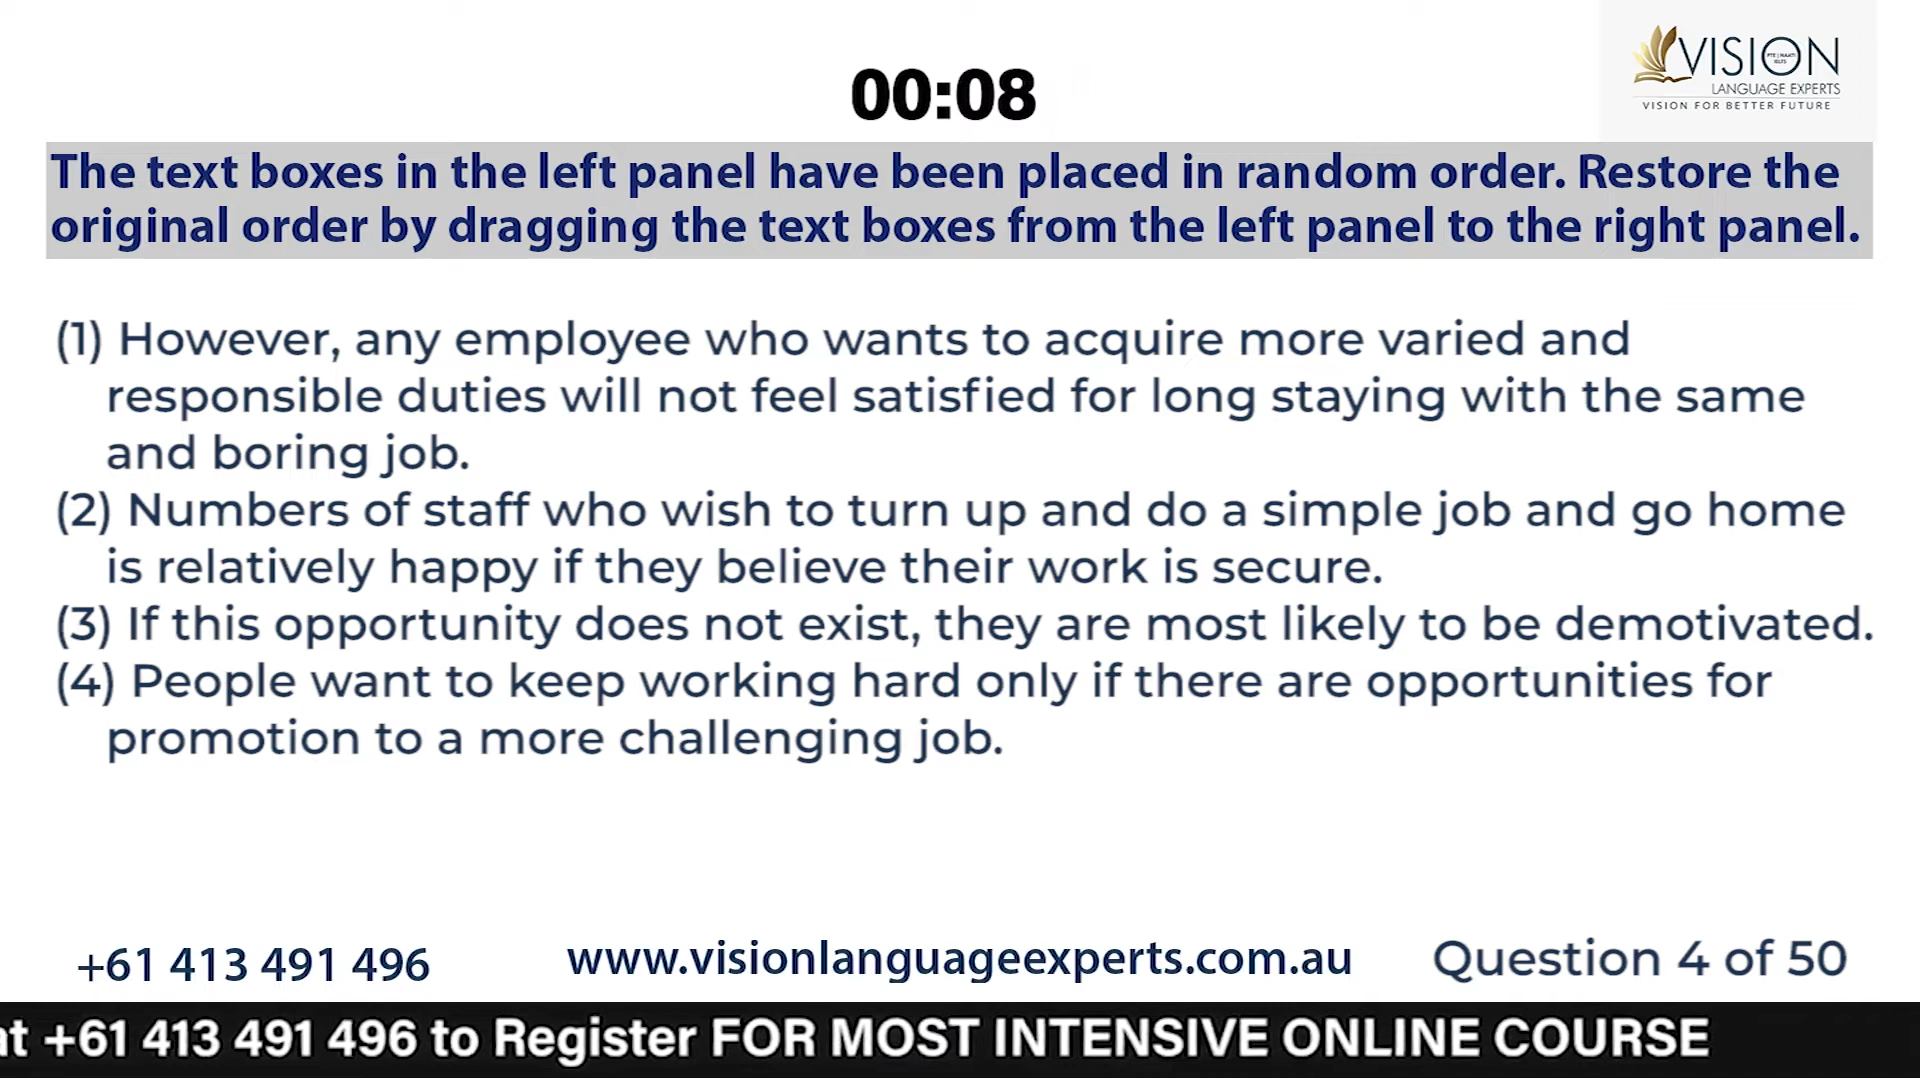 VISION
LANGUAGE EXPERTS
VISION FOR BETTER FUTURE
00:08
The text boxes in the left panel have been placed in random order. Restore the
original order by dragging the text boxes from the left panel to the right panel.
(1) However, any employee who wants to acquire more varied and
responsible duties will not feel satisfied for long staying with the same
and boring job.
(2) Numbers of staff who wish to turn up and do a simple job and go home
is relatively happy if they believe their work is secure.
(3) If this opportunity does not exist, they are most likely to be demotivated.
(4) People want to keep working hard only if there are opportunities for
promotion to a more challenging job.
+61 413 491 496
www.visionlanguageexperts.com.au
Question 4 of 50
at +61 413 491 496 to Register FOR MOST INTENSIVE ONLINE COURSE